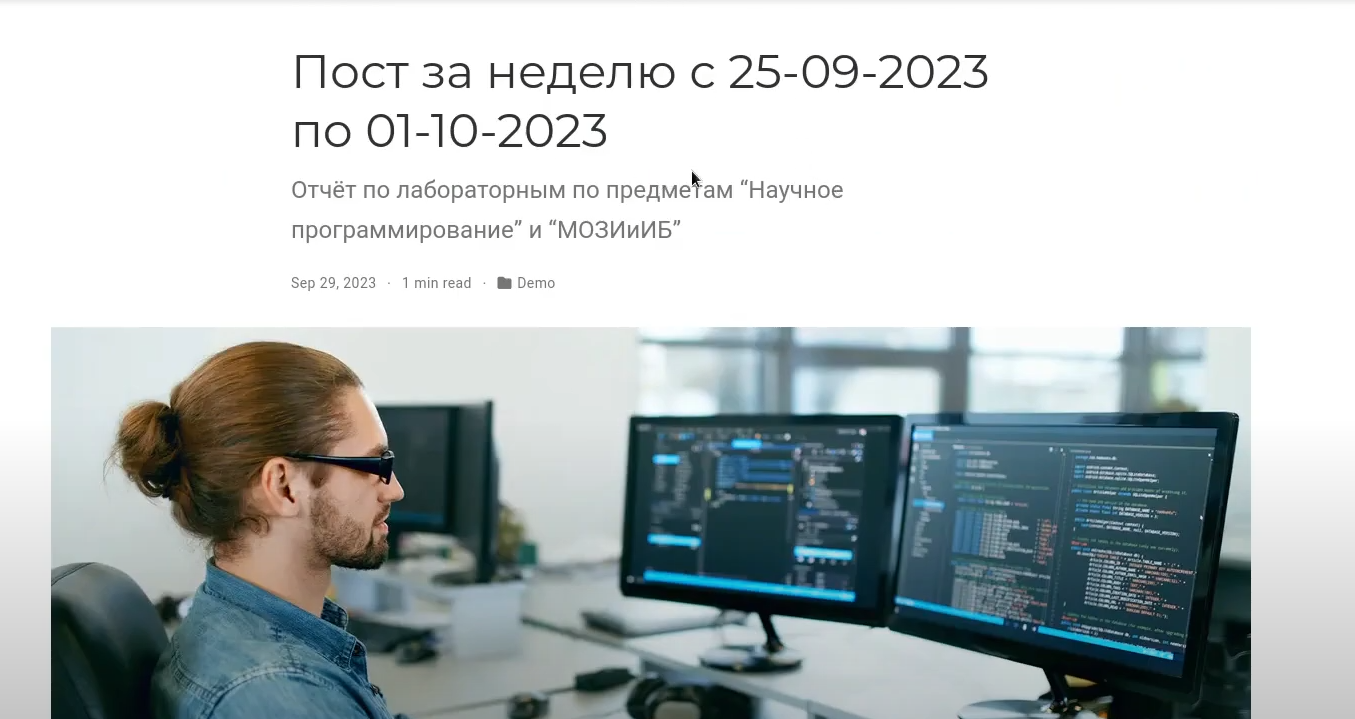 Пост за неделю с 25-09-2023
по 01-10-2023
Отчёт по лабораторным по предметам “Научное
программирование” и “МОЗИиИБ”
Sep 29, 2023 · 1 min read · Demo